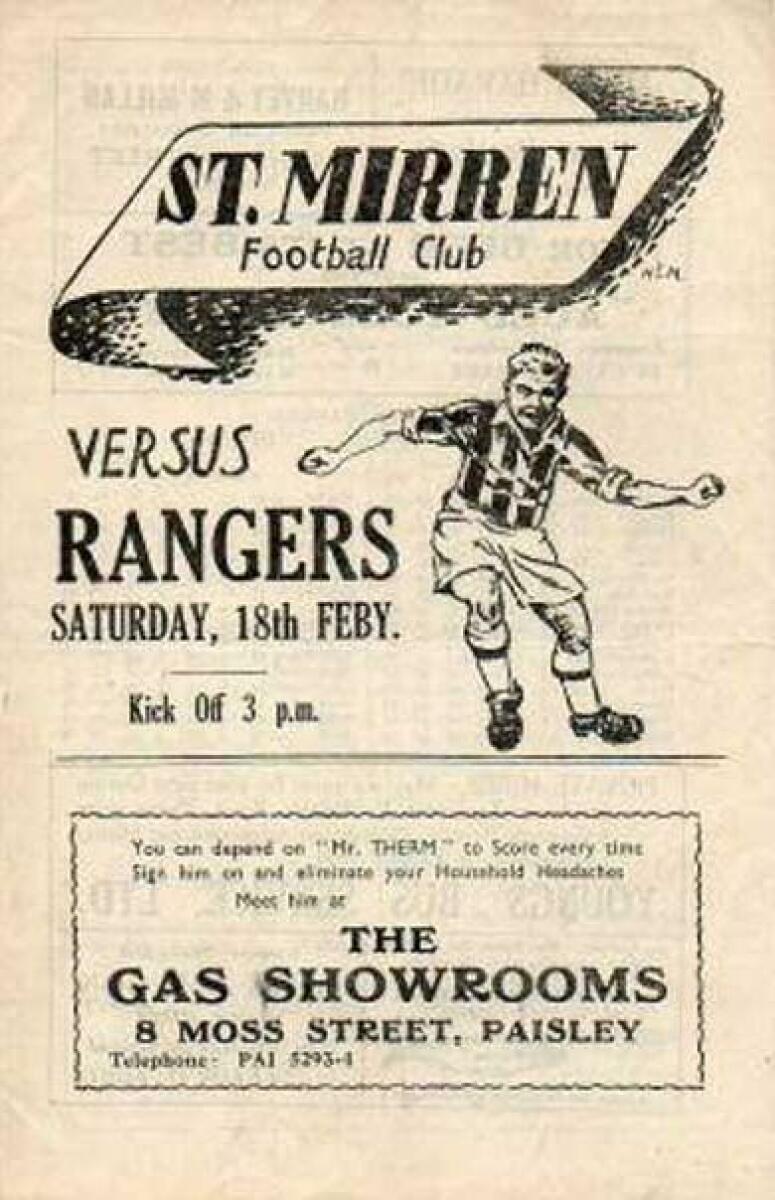 ST. MIRREN
Football Club
N.E.M.
VERSUS
RANGERS
SATURDAY, 18th FEBY.
Kick Off 3 p.m.
You can depend on "Mr. THERM" to Score every time
Sign him on and eliminate your Household Headaches
Meet him at
THE
GAS SHOWROOMS
8 MOSS STREET, PAISLEY
Telephone: PAI 5293-4